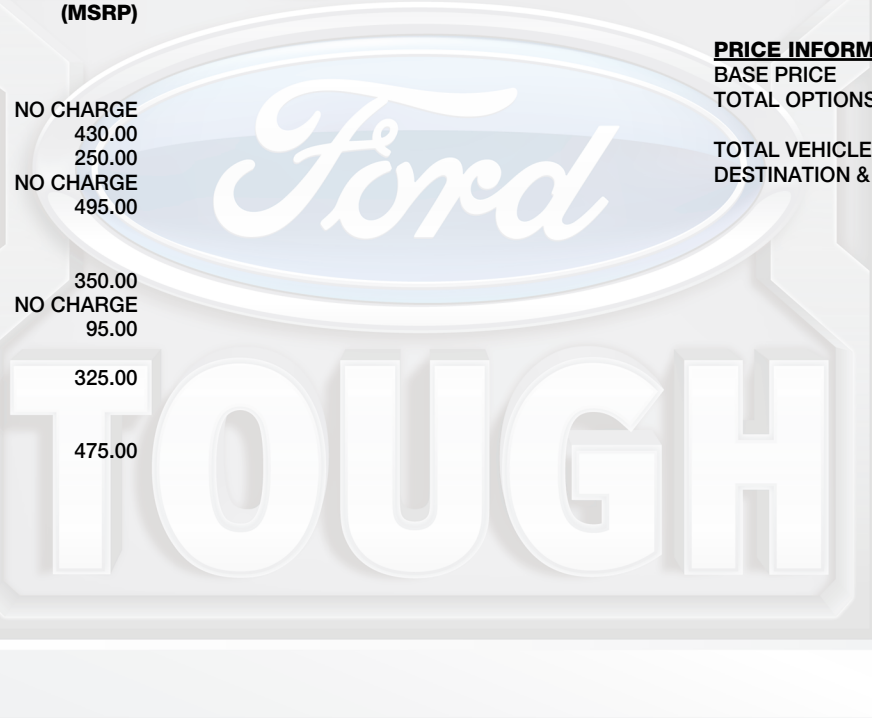 (MSRP)
NO CHARGE
430.00
250.00
NO CHARGE
495.00
350.00
NO CHARGE
95.00
325.00
475.00
PRICE INFORM
BASE PRICE
TOTAL OPTIONS
TOTAL VEHICLE
DESTINATION &
Ford
TOUGH